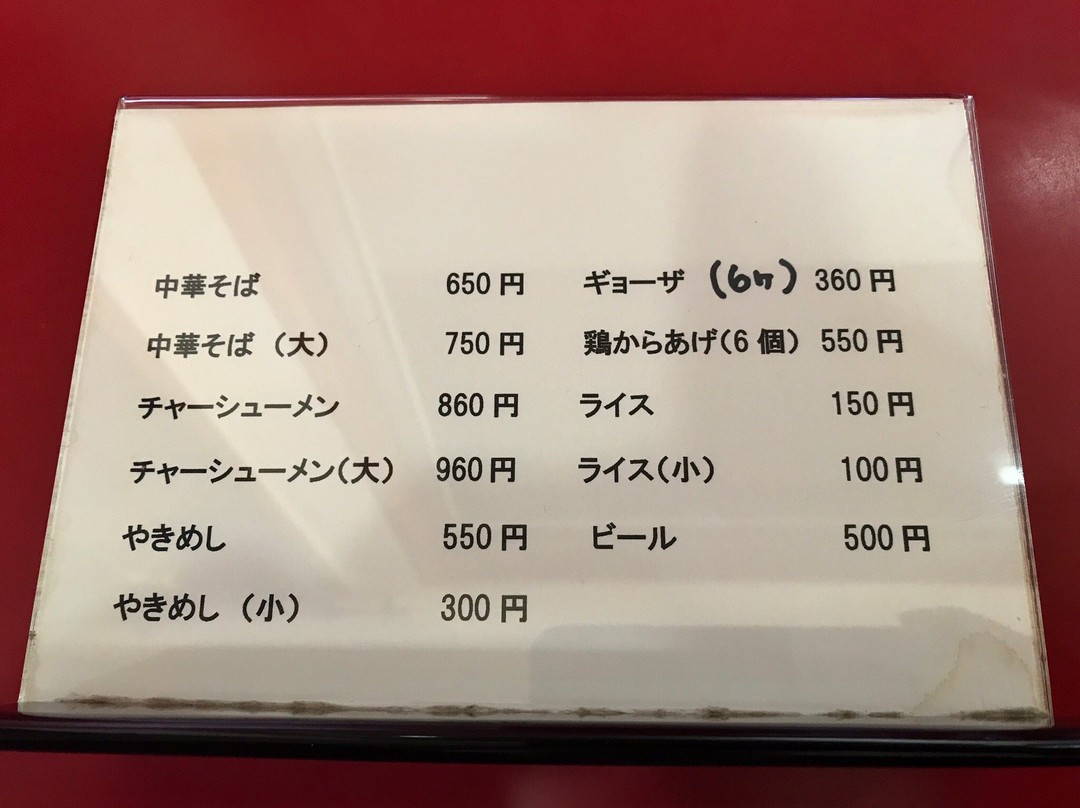 中華そば 650円
中華そば（大） 750円
チャーシューメン 860円
チャーシューメン（大） 960円
やきめし 550円
やきめし（小） 300円
ギョーザ（6ヶ） 360円
鶏からあげ（6個） 550円
ライス 150円
ライス（小） 100円
ビール 500円